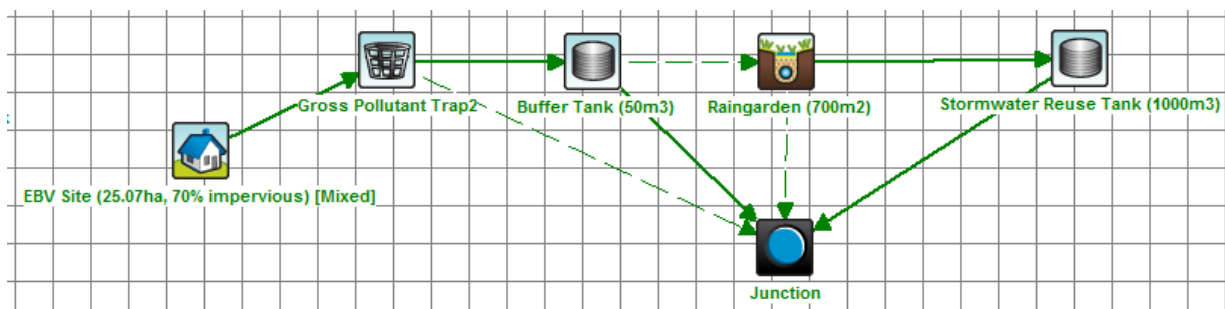 Gross Pollutant Trap2
Buffer Tank (50m3)
Raingarden (700m2)
Stormwater Reuse Tank (1000m3)
EBV Site (25.07ha, 70% impervious) [Mixed]
Junction